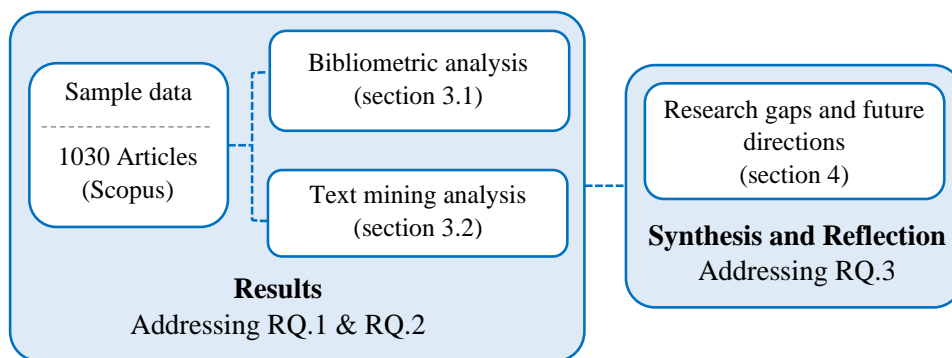 Sample data
1030 Articles
(Scopus)
Bibliometric analysis
(section 3.1)
Text mining analysis
(section 3.2)
Results
Addressing RQ.1 & RQ.2
Research gaps and future
directions
(section 4)
Synthesis and Reflection
Addressing RQ.3